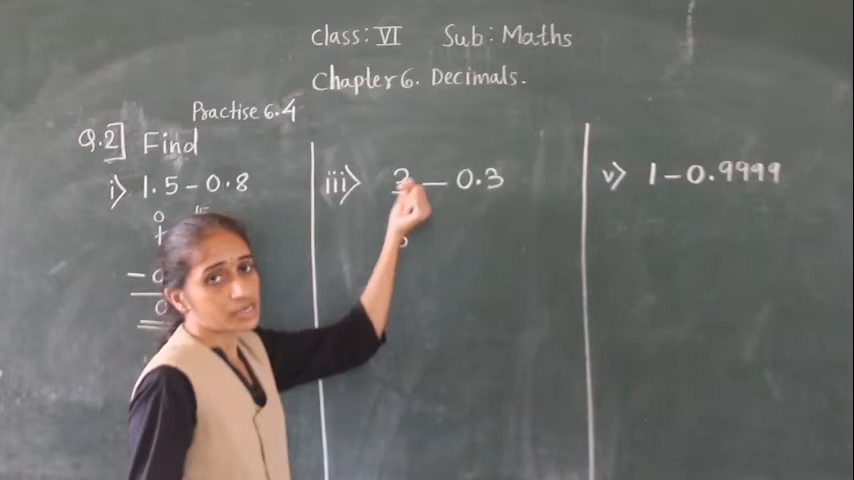 Class: VI Sub: Maths
Chapter 6. Decimals.
Practise 6.4
Q.2] Find
i) 1.5 - 0.8
iii) 2 - 0.3
v) 1 - 0.9999